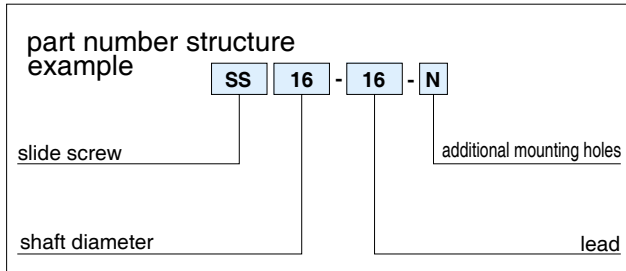 part number structure
example
SS 16 - 16 - N
slide screw
additional mounting holes
shaft diameter
lead